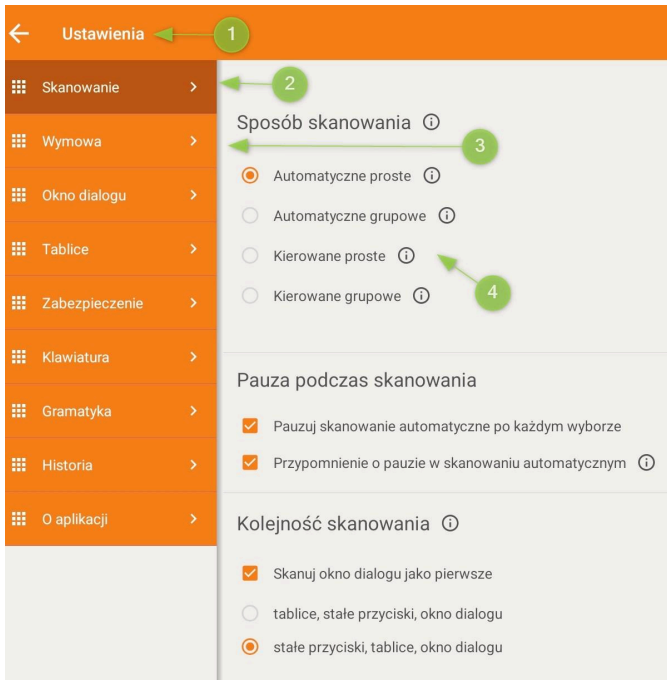 Ustawienia
1
Skanowanie
2
Wymowa
Okno dialogu
Tablice
Zabezpieczenie
Klawiatura
Gramatyka
Historia
O aplikacji
Sposób skanowania
3
Automatyczne proste
Automatyczne grupowe
Kierowane proste
4
Kierowane grupowe
Pauza podczas skanowania
Pauzuj skanowanie automatyczne po każdym wyborze
Przypomnienie o pauzie w skanowaniu automatycznym
Kolejność skanowania
Skanuj okno dialogu jako pierwsze
tablice, stałe przyciski, okno dialogu
stałe przyciski, tablice, okno dialogu